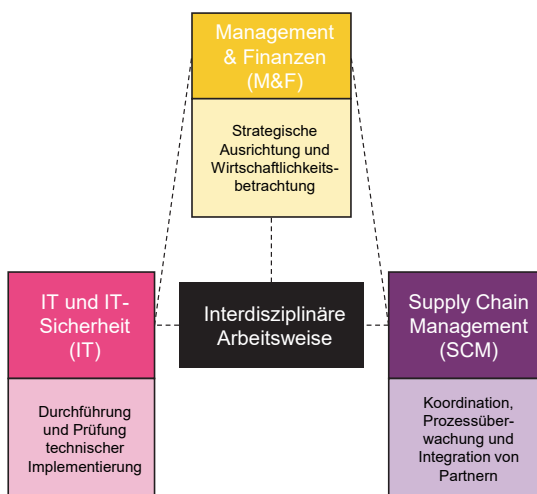 Management
& Finanzen
(M&F)
Strategische
Ausrichtung und
Wirtschaftlichkeits-
betrachtung
IT und IT-
Sicherheit
(IT)
Durchführung
und Prüfung
technischer
Implementierung
Interdisziplinäre
Arbeitsweise
Supply Chain
Management
(SCM)
Koordination,
Prozessüber-
wachung und
Integration von
Partnern